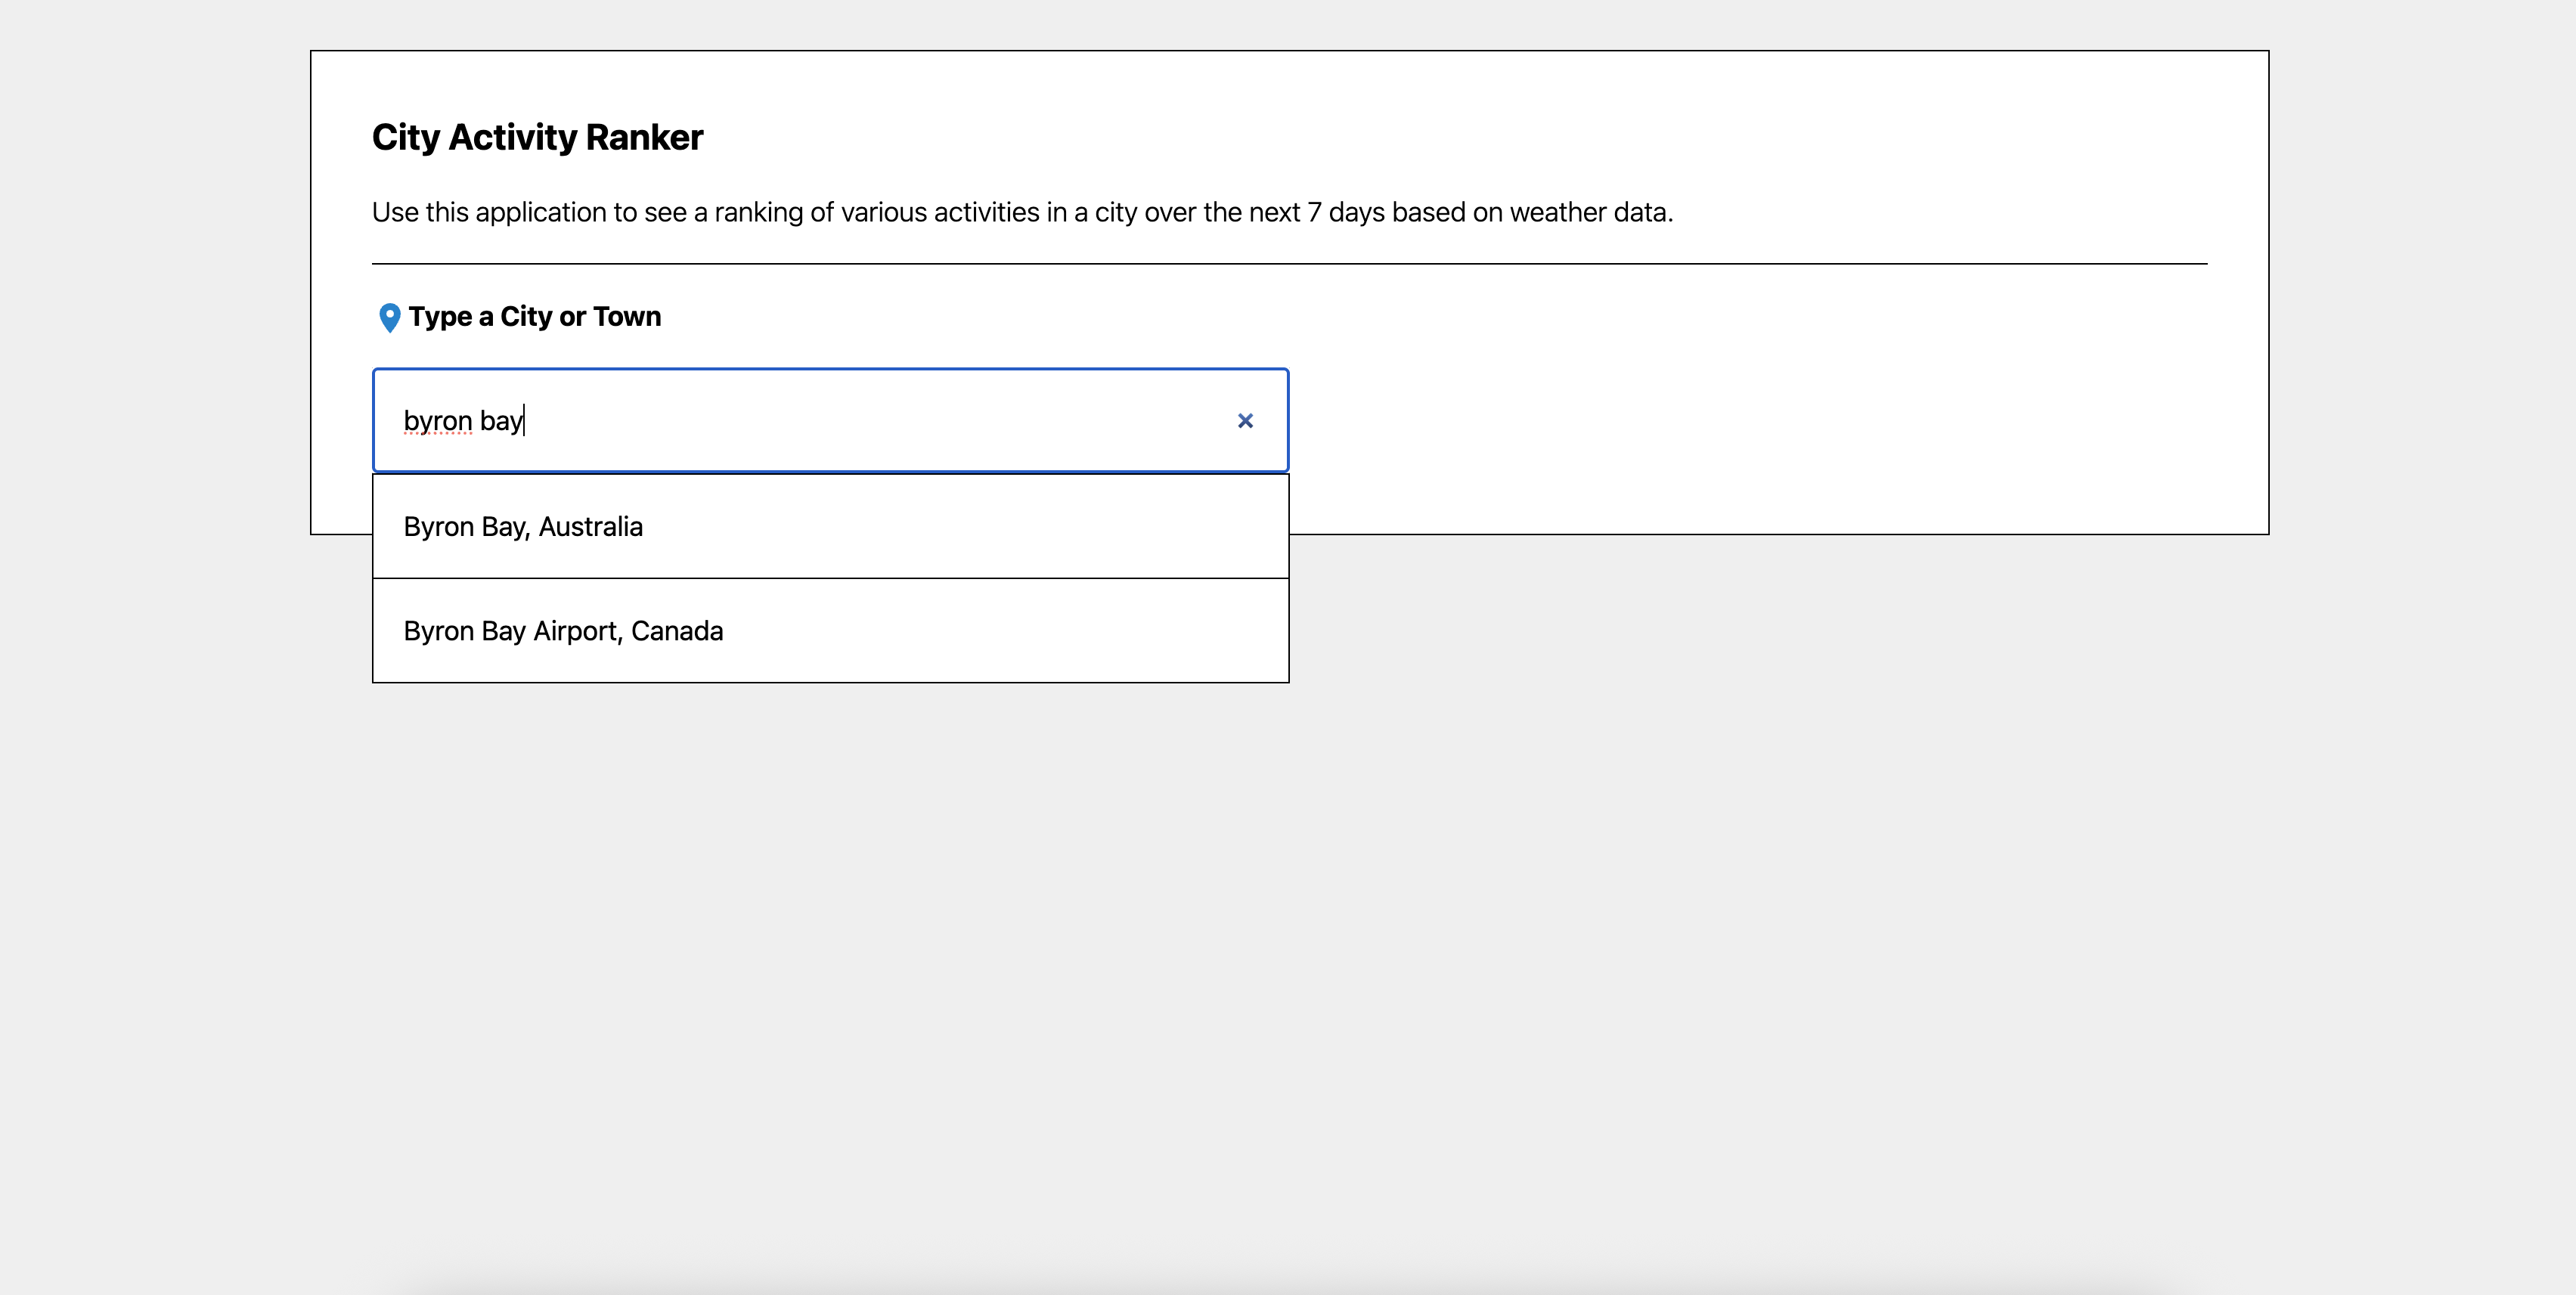 City Activity Ranker
Use this application to see a ranking of various activities in a city over the next 7 days based on weather data.
Type a City or Town
byron bay
Byron Bay, Australia
Byron Bay Airport, Canada